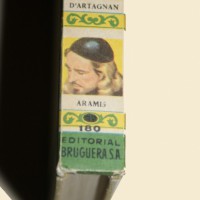 D'ARTAGNAN
ARAMIS
180
EDITORIAL
BRUGUERA,S.A.